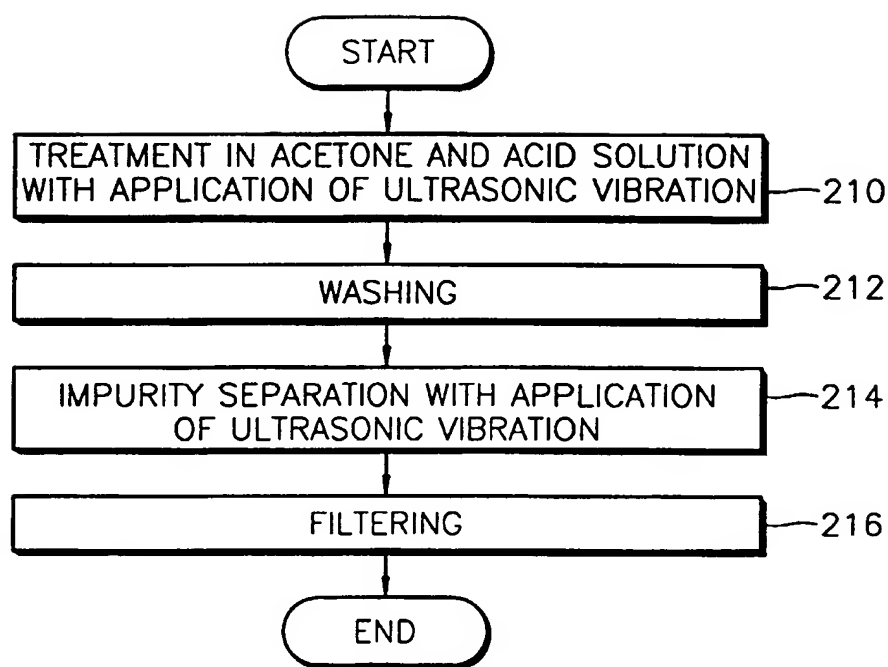 START
TREATMENT IN ACETONE AND ACID SOLUTION
WITH APPLICATION OF ULTRASONIC VIBRATION
210
WASHING
212
IMPURITY SEPARATION WITH APPLICATION
OF ULTRASONIC VIBRATION
214
FILTERING
216
END